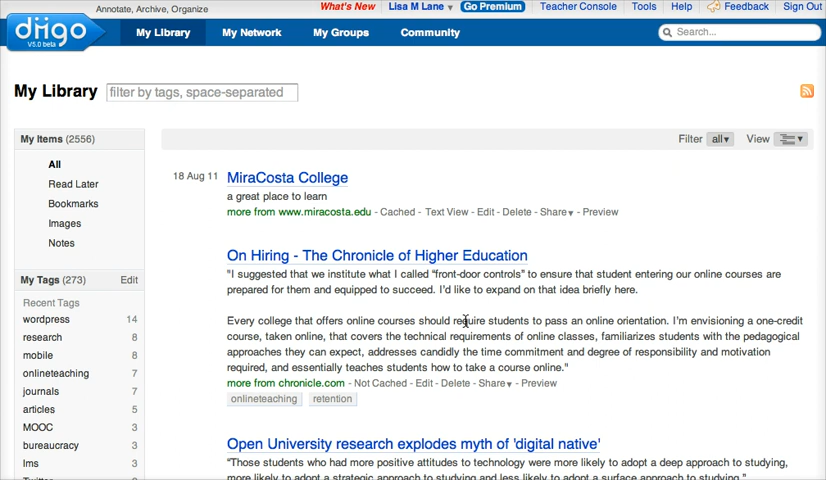 Annotate, Archive, Organize
What's New
Lisa M Lane
Go Premium
Teacher Console
Tools
Help
Feedback
Sign Out
diigo
V5.0 beta
My Library
My Network
My Groups
Community
Search...
My Library
filter by tags, space-separated
My Items (2556)
Filter all View
All
Read Later
Bookmarks
Images
Notes
My Tags (273) Edit
Recent Tags
wordpress 14
research 8
mobile 8
onlineteaching 7
journals 7
articles 5
MOOC 3
bureaucracy 3
lms 3
Twitter
18 Aug 11
MiraCosta College
a great place to learn
more from www.miracosta.edu - Cached - Text View - Edit - Delete - Share - Preview
On Hiring - The Chronicle of Higher Education
"I suggested that we institute what I called “front-door controls” to ensure that student entering our online courses are
prepared for them and equipped to succeed. I'd like to expand on that idea briefly here.
Every college that offers online courses should require students to pass an online orientation. I'm envisioning a one-credit
course, taken online, that covers the technical requirements of online classes, familiarizes students with the pedagogical
approaches they can expect, addresses candidly the time commitment and degree of responsibility and motivation
required, and essentially teaches students how to take a course online."
more from chronicle.com - Not Cached - Edit - Delete - Share - Preview
onlineteaching
retention
Open University research explodes myth of 'digital native'
"Those students who had more positive attitudes to technology were more likely to adopt a deep approach to studying,
more likely to adopt a strategic approach to studying and less likely to adopt a surface approach to studying."